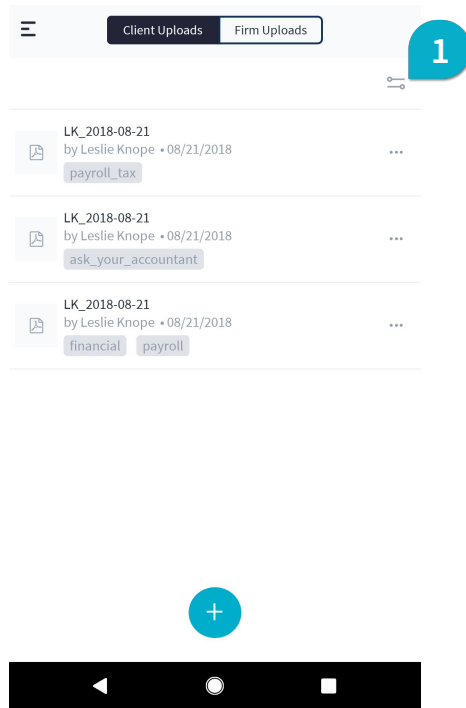 Client Uploads Firm Uploads
1
LK_2018-08-21
by Leslie Knope • 08/21/2018
payroll_tax
LK_2018-08-21
by Leslie Knope • 08/21/2018
ask_your_accountant
LK_2018-08-21
by Leslie Knope • 08/21/2018
financial payroll